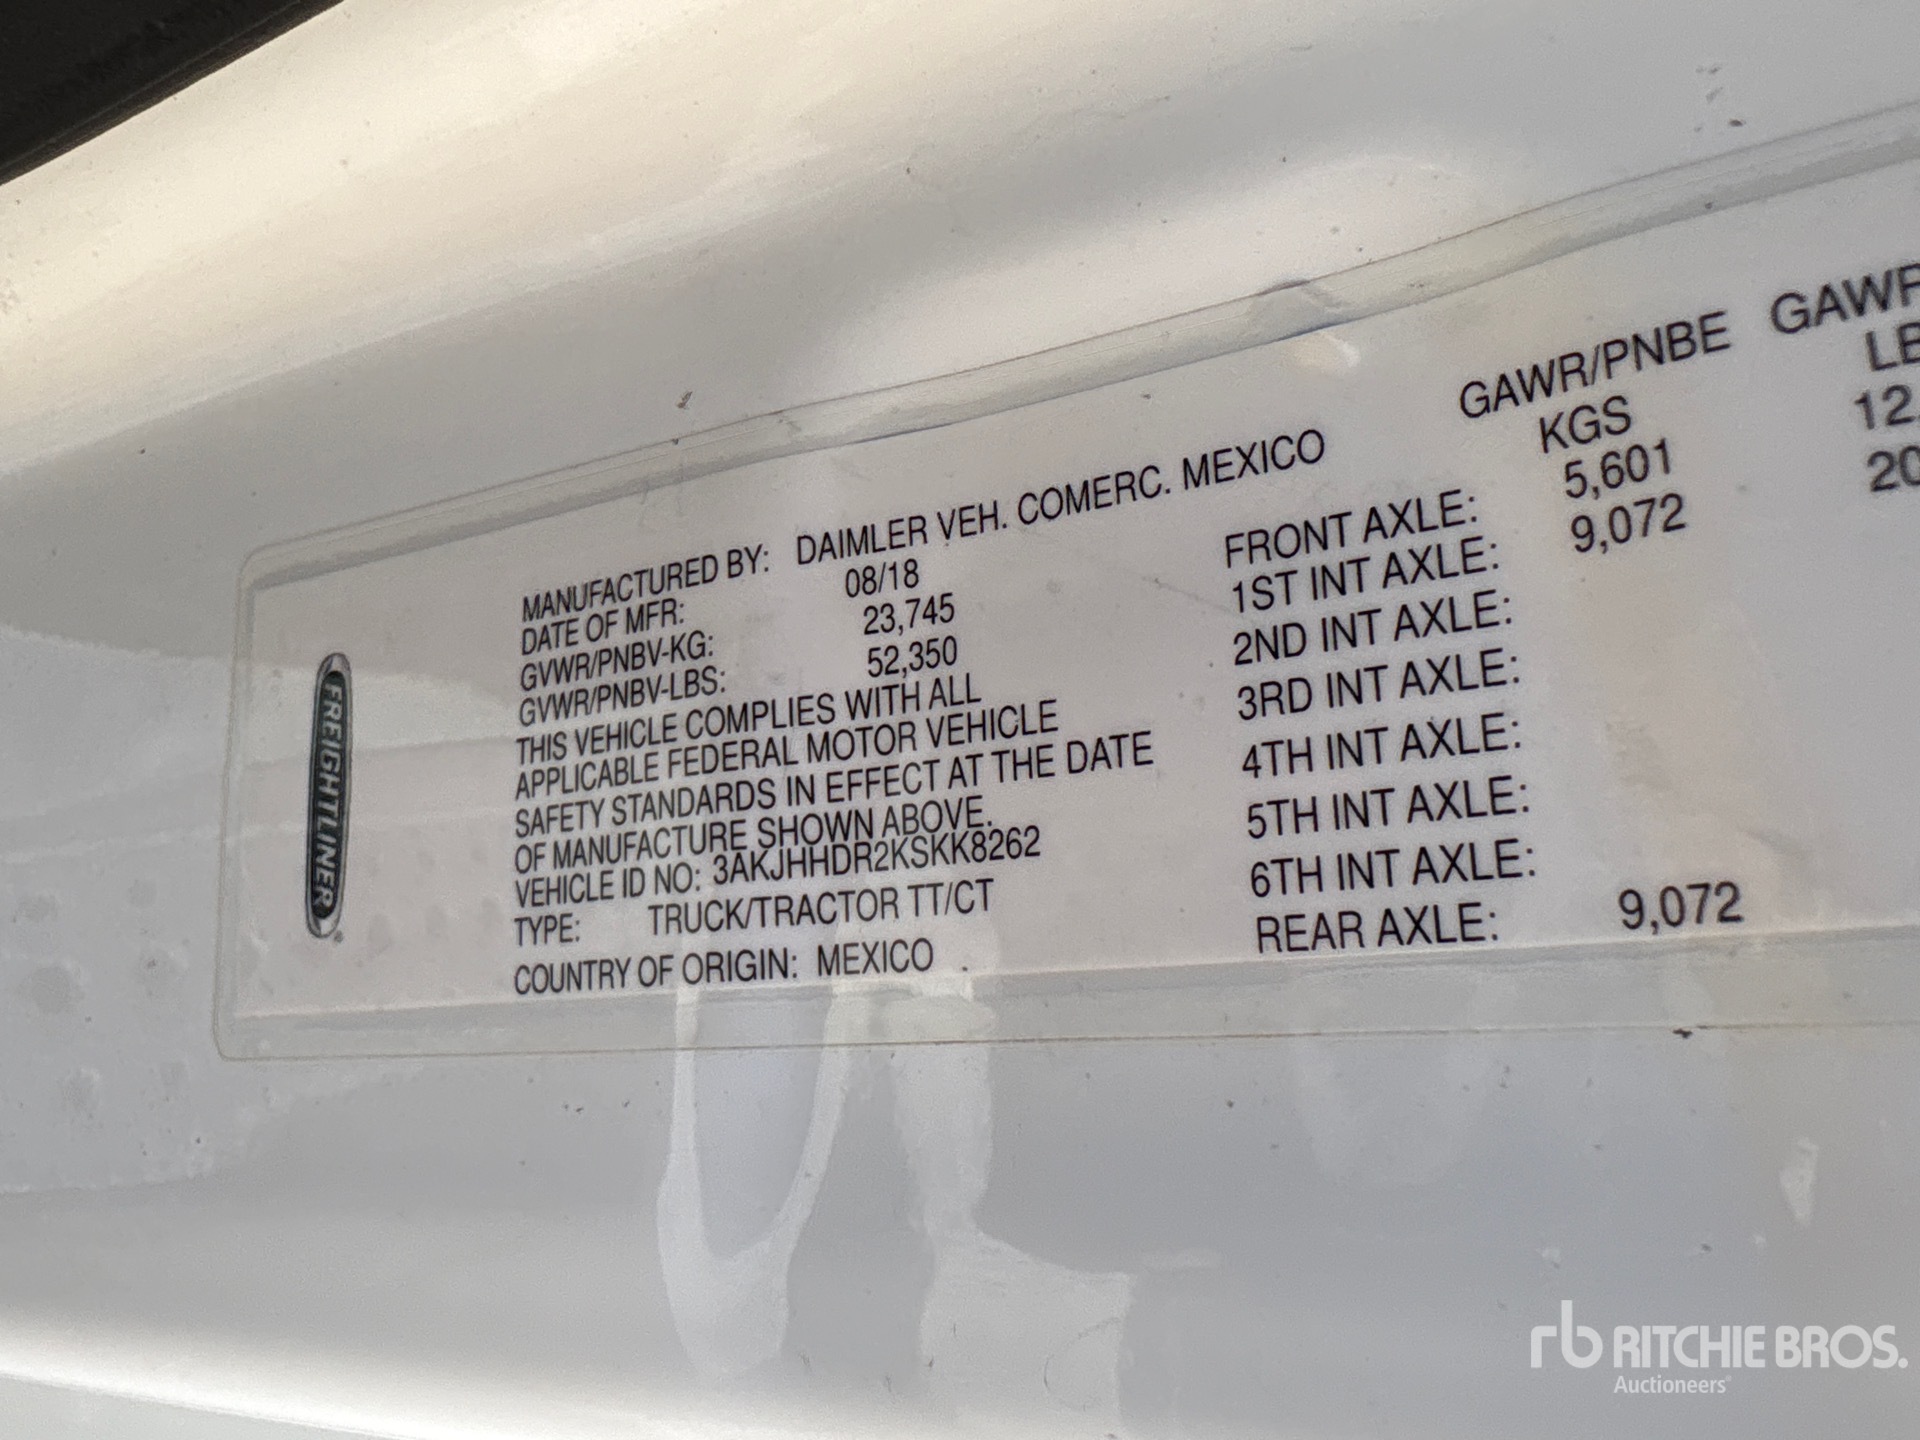 FREIGHTLINER
MANUFACTURED BY: DAIMLER VEH. COMERC. MEXICO
DATE OF MFR: 08/18
GVWR/PNBV-KG: 23,745
GVWR/PNBV-LBS: 52,350
THIS VEHICLE COMPLIES WITH ALL
APPLICABLE FEDERAL MOTOR VEHICLE
SAFETY STANDARDS IN EFFECT AT THE DATE
OF MANUFACTURE SHOWN ABOVE.
VEHICLE ID NO: 3AKJHHDR2KSKK8262
TYPE: TRUCK/TRACTOR TT/CT
COUNTRY OF ORIGIN: MEXICO
GAWR/PNBE GAWR
KGS
FRONT AXLE: 5,601 12,
1ST INT AXLE: 9,072 20
2ND INT AXLE:
3RD INT AXLE:
4TH INT AXLE:
5TH INT AXLE:
6TH INT AXLE:
REAR AXLE: 9,072
rb RITCHIE BROS.
Auctioneers